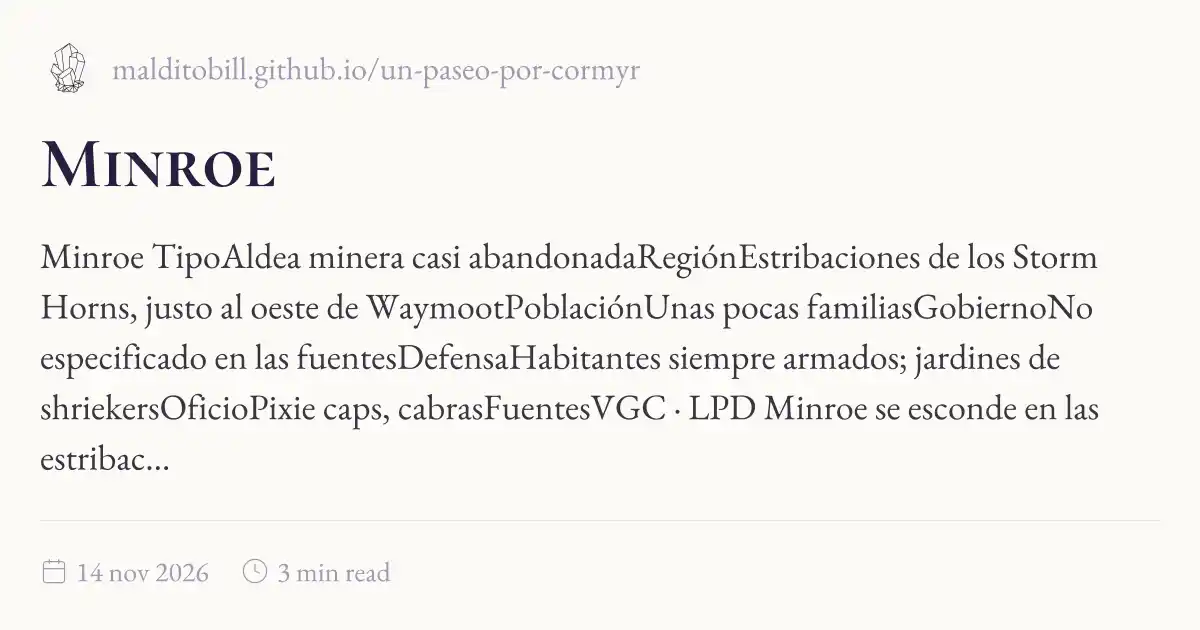 malditobill.github.io/un-paseo-por-cormyr
Minroe
Minroe TipoAldea minera casi abandonadaRegiónEstribaciones de los Storm
Horns, justo al oeste de WaymootPoblaciónUnas pocas familiasGobiernoNo
especificado en las fuentesDefensaHabitantes siempre armados; jardines de
shriekersOficioPixie caps, cabrasFuentesVGC · LPD Minroe se esconde en las
estribac...
14 nov 2026 3 min read